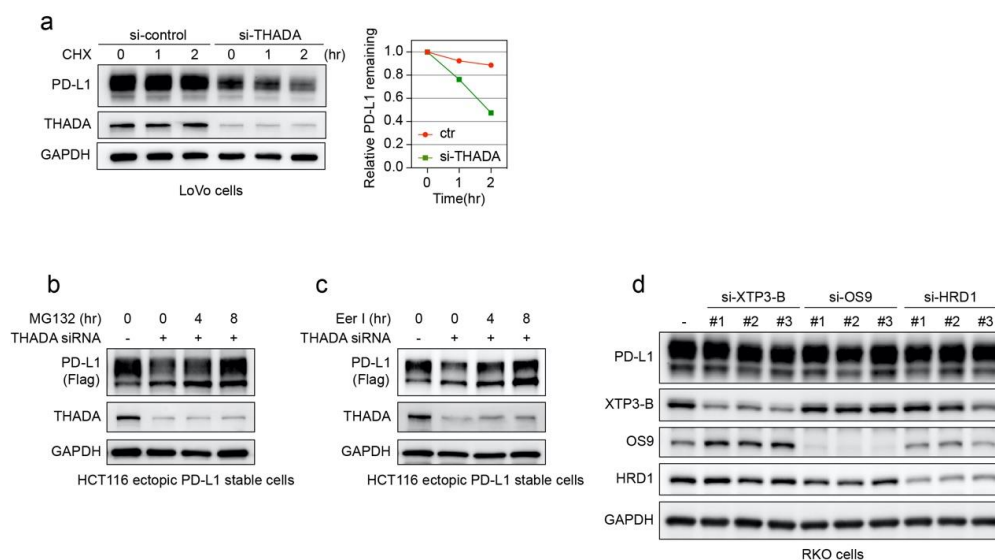 a
si-control si-THADA
CHX 0 1 2 0 1 2 (hr)
PD-L1
THADA
GAPDH
LoVo cells
Relative PD-L1 remaining
1.0
0.8
0.6
0.4
0.2
0.0
ctr
si-THADA
0 1 2
Time(hr)
b
MG132 (hr) 0 0 4 8
THADA siRNA - + + +
PD-L1
(Flag)
THADA
GAPDH
HCT116 ectopic PD-L1 stable cells
c
Eer I (hr) 0 0 4 8
THADA siRNA - + + +
PD-L1
(Flag)
THADA
GAPDH
HCT116 ectopic PD-L1 stable cells
d
si-XTP3-B si-OS9 si-HRD1
- #1 #2 #3 #1 #2 #3 #1 #2 #3
PD-L1
XTP3-B
OS9
HRD1
GAPDH
RKO cells